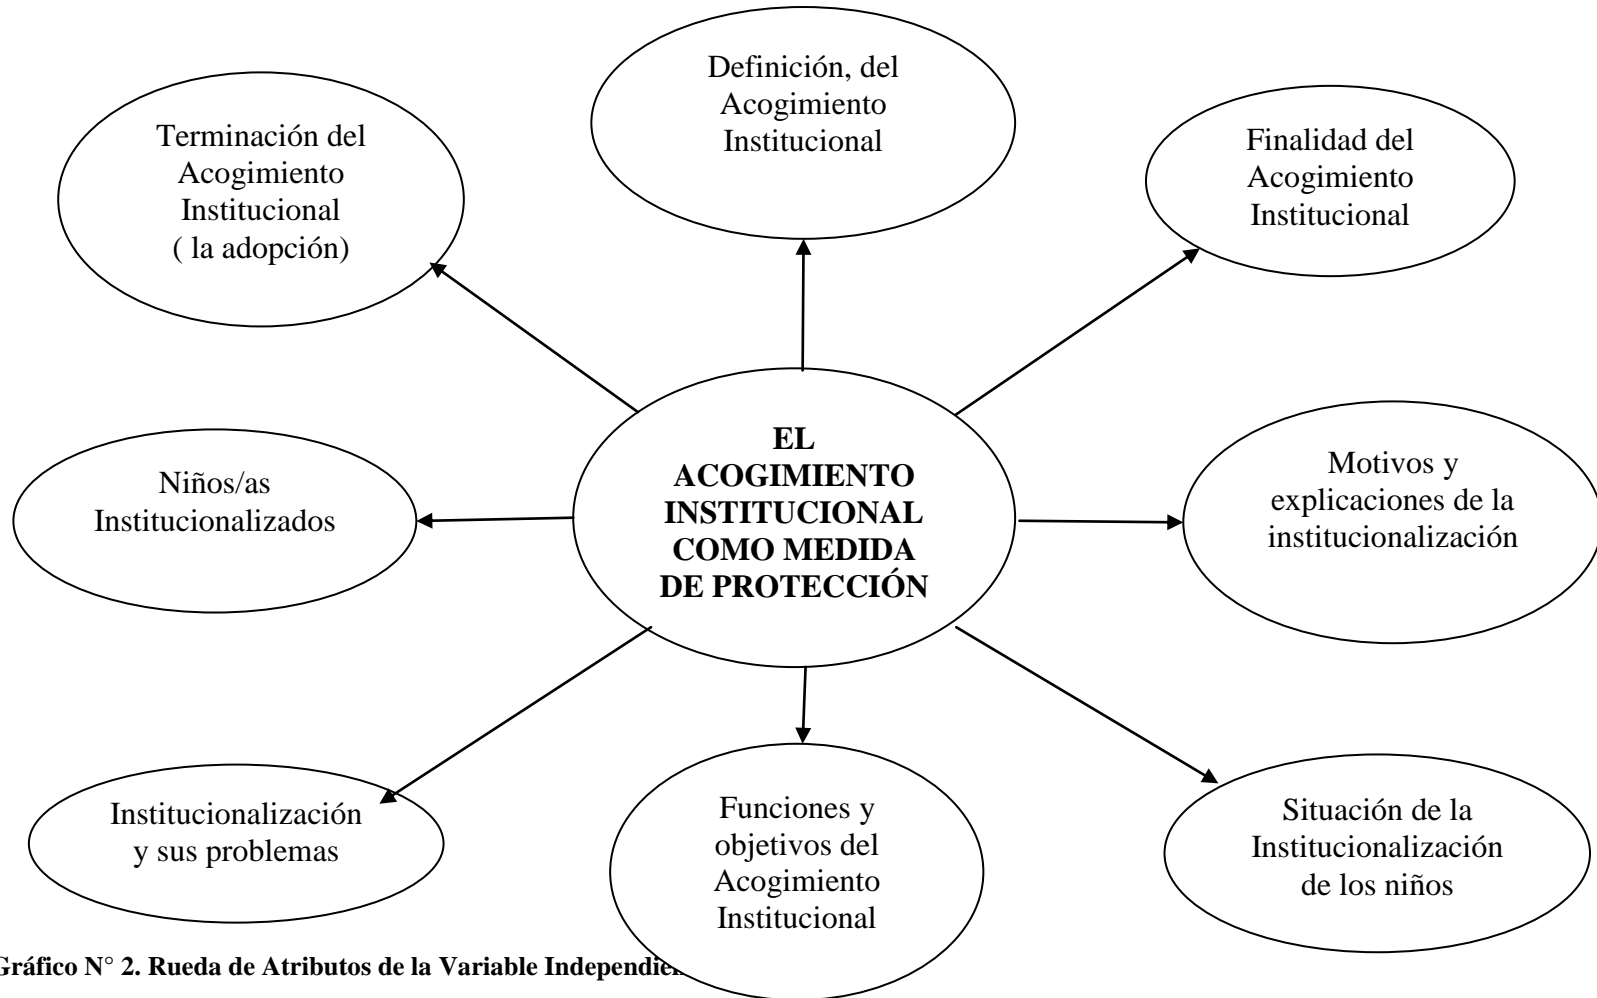 Definición, del
Acogimiento
Institucional
Terminación del
Acogimiento
Institucional
( la adopción)
Finalidad del
Acogimiento
Institucional
EL
ACOGIMIENTO
INSTITUCIONAL
COMO MEDIDA
DE PROTECCIÓN
Niños/as
Institucionalizados
Motivos y
explicaciones de la
institucionalización
Institucionalización
y sus problemas
Funciones y
objetivos del
Acogimiento
Institucional
Situación de la
Institucionalización
de los niños
Gráfico N° 2. Rueda de Atributos de la Variable